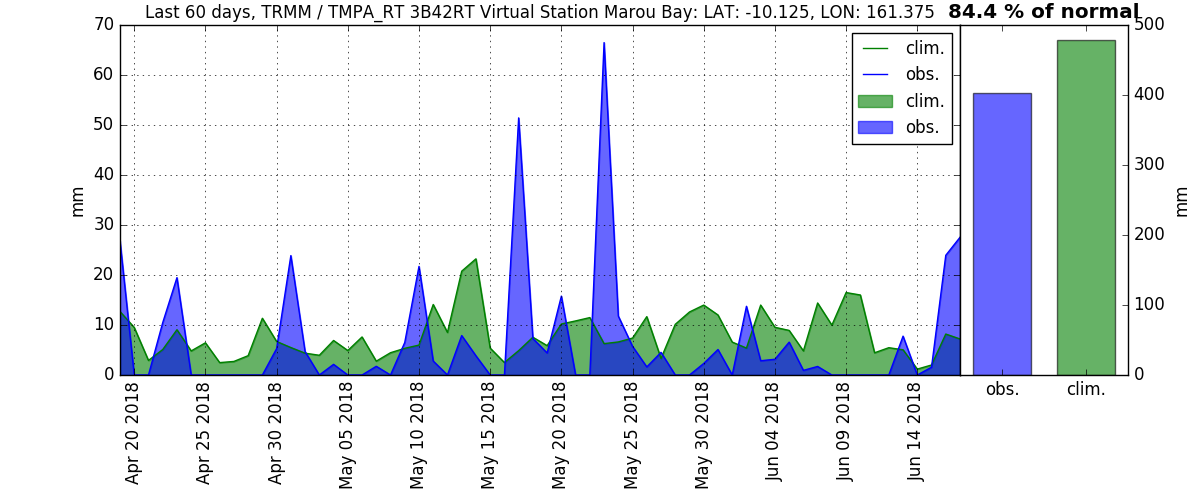 Last 60 days, TRMM / TMPA_RT 3B42RT Virtual Station Marou Bay: LAT: -10.125, LON: 161.375
84.4 % of normal
70
60
50
40
30
20
10
0
mm
clim.
obs.
clim.
obs.
500
400
300
200
100
0
mm
Apr 20 2018
Apr 25 2018
Apr 30 2018
May 05 2018
May 10 2018
May 15 2018
May 20 2018
May 25 2018
May 30 2018
Jun 04 2018
Jun 09 2018
Jun 14 2018
obs.
clim.